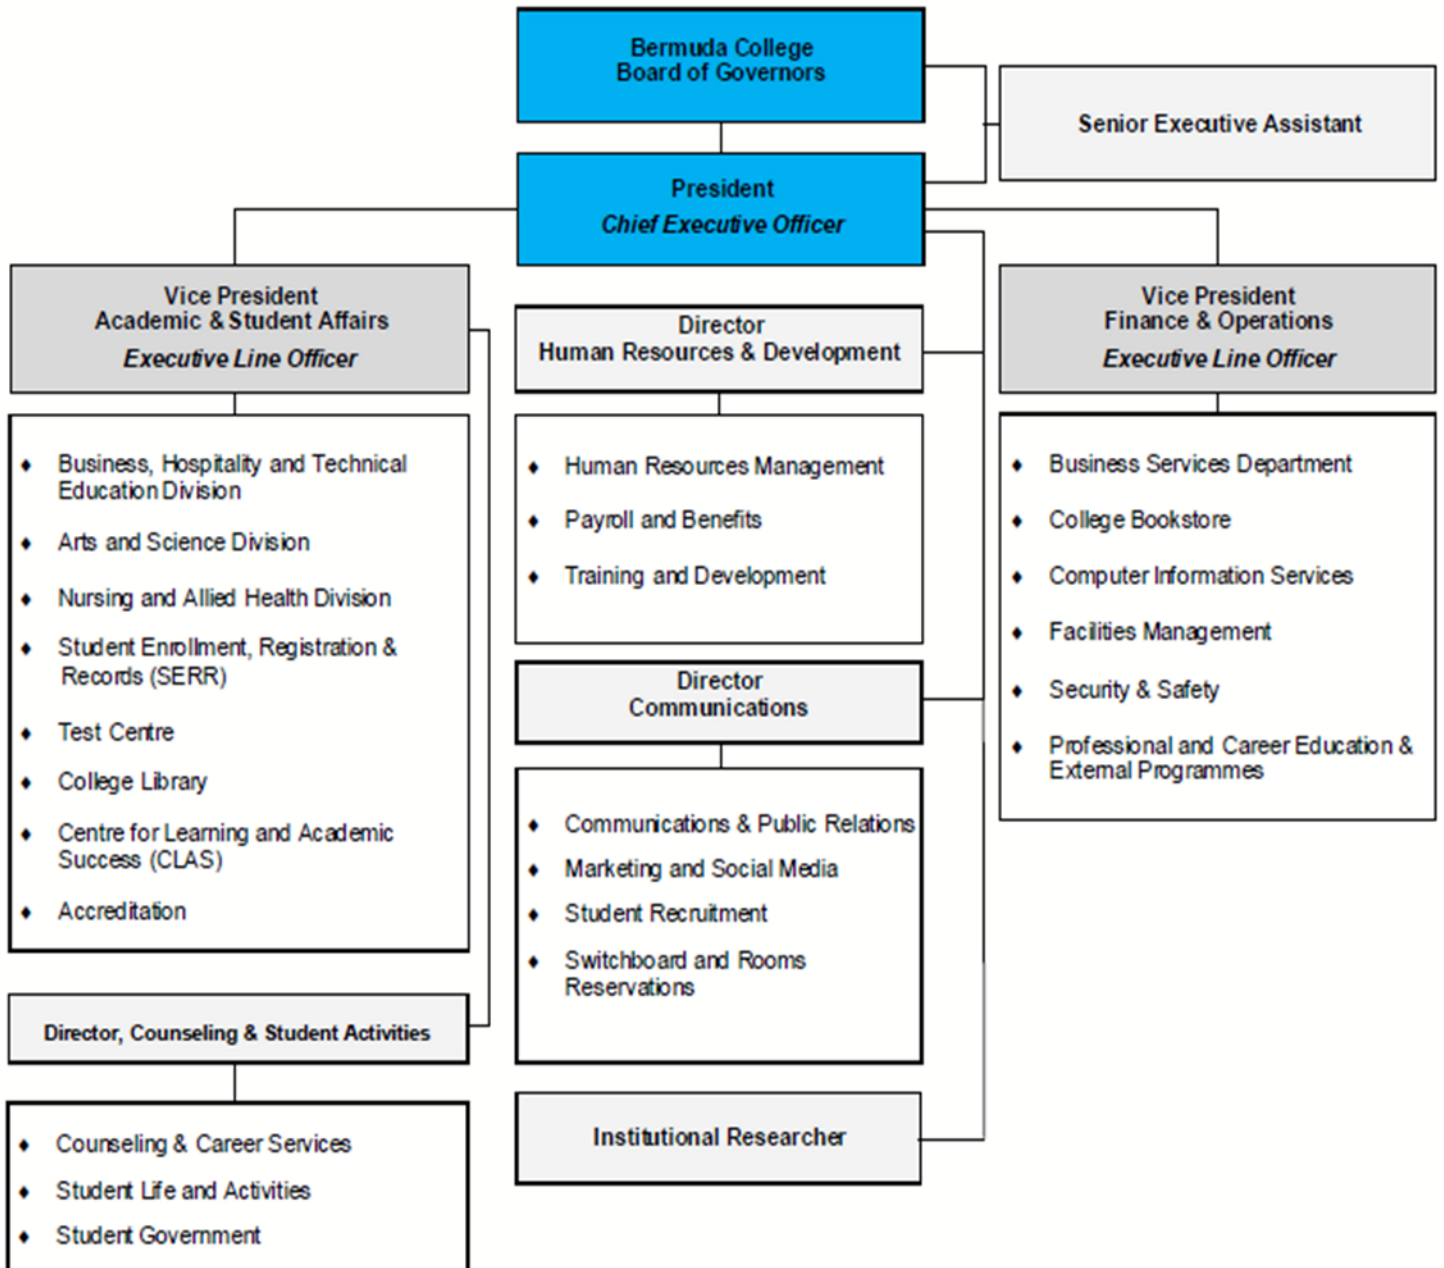 Bermuda College
Board of Governors
Senior Executive Assistant
President
Chief Executive Officer
Vice President
Academic & Student Affairs
Executive Line Officer
♦ Business, Hospitality and Technical
Education Division
♦ Arts and Science Division
♦ Nursing and Allied Health Division
♦ Student Enrollment, Registration &
Records (SERR)
♦ Test Centre
♦ College Library
♦ Centre for Learning and Academic
Success (CLAS)
♦ Accreditation
Director, Counseling & Student Activities
♦ Counseling & Career Services
♦ Student Life and Activities
♦ Student Government
Director
Human Resources & Development
♦ Human Resources Management
♦ Payroll and Benefits
♦ Training and Development
Director
Communications
♦ Communications & Public Relations
♦ Marketing and Social Media
♦ Student Recruitment
♦ Switchboard and Rooms
Reservations
Institutional Researcher
Vice President
Finance & Operations
Executive Line Officer
♦ Business Services Department
♦ College Bookstore
♦ Computer Information Services
♦ Facilities Management
♦ Security & Safety
♦ Professional and Career Education &
External Programmes